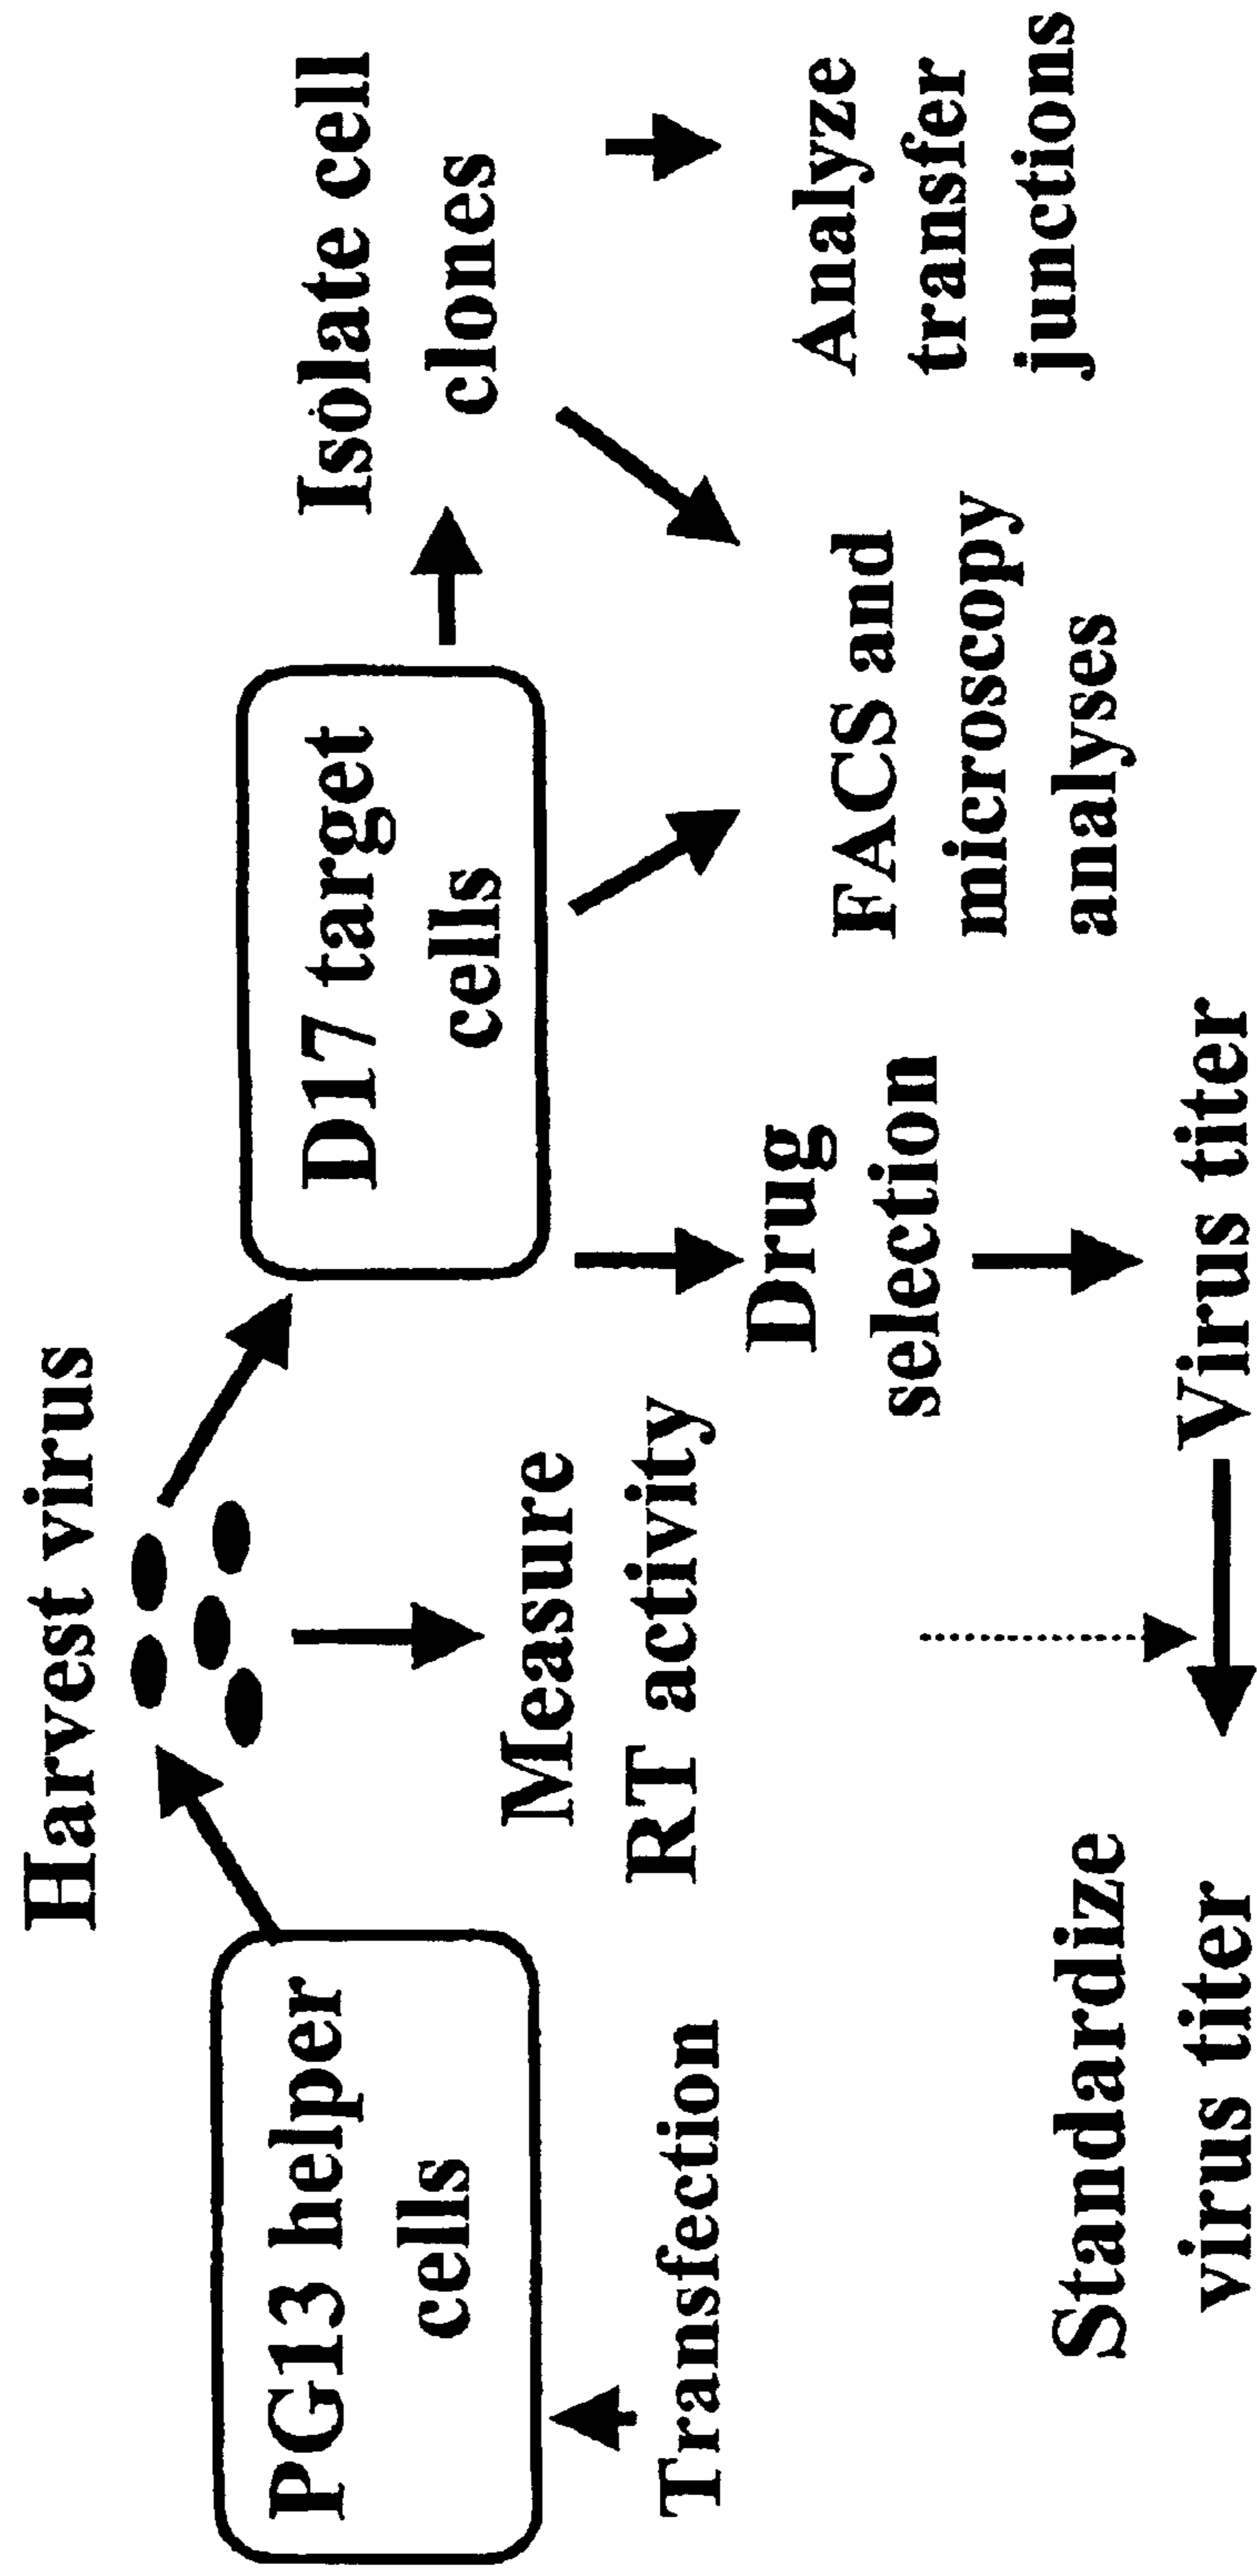 Harvest virus
PG13 helper
cells
Transfection
Measure
RT activity
D17 target
cells
Isolate cell
clones
Drug
selection
FACS and
microscopy
analyses
Analyze
transfer
junctions
Standardize
virus titer
Virus titer